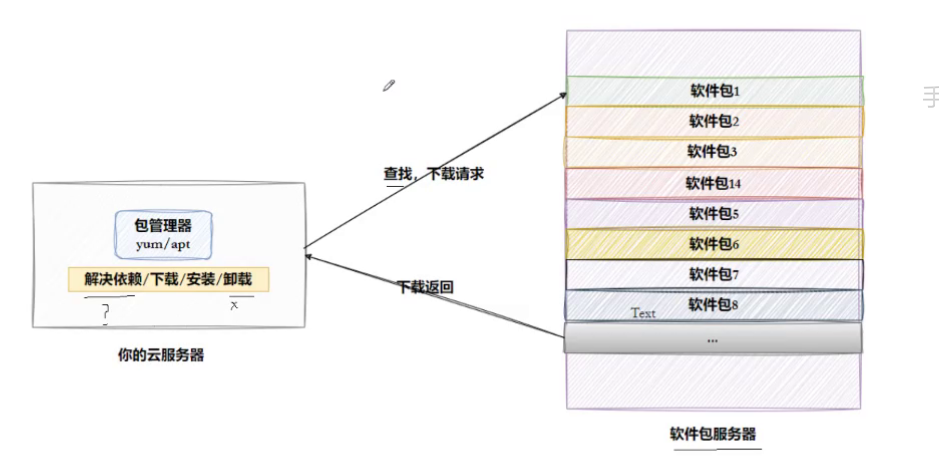 包管理器
yum/apt
解决依赖/下载/安装/卸载
?
x
你的云服务器
查找，下载请求
下载返回
软件包1
软件包2
软件包3
软件包14
软件包5
软件包6
软件包7
软件包8
Text
...
软件包服务器
手